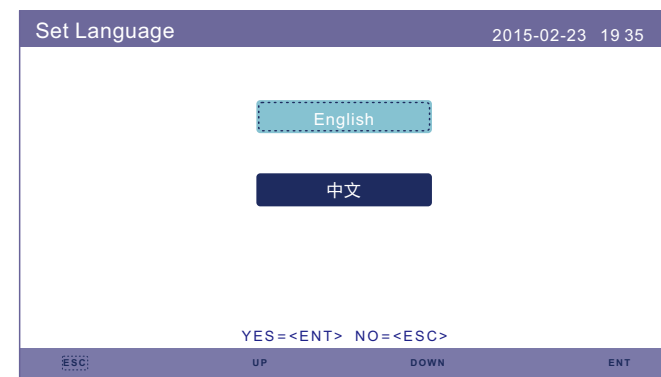 Set Language 2015-02-23 19 35
English
中文
YES=<ENT> NO=<ESC>
ESC UP DOWN ENT